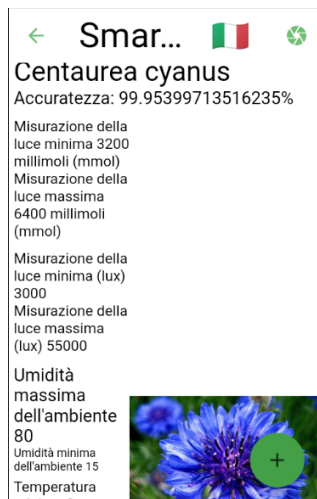 Smar...
Centaurea cyanus
Accuratezza: 99.95399713516235%
Misurazione della
luce minima 3200
millimoli (mmol)
Misurazione della
luce massima
6400 millimoli
(mmol)
Misurazione della
luce minima (lux)
3000
Misurazione della
luce massima
(lux) 55000
Umidità
massima
dell'ambiente
80
Umidità minima
dell'ambiente 15
Temperatura